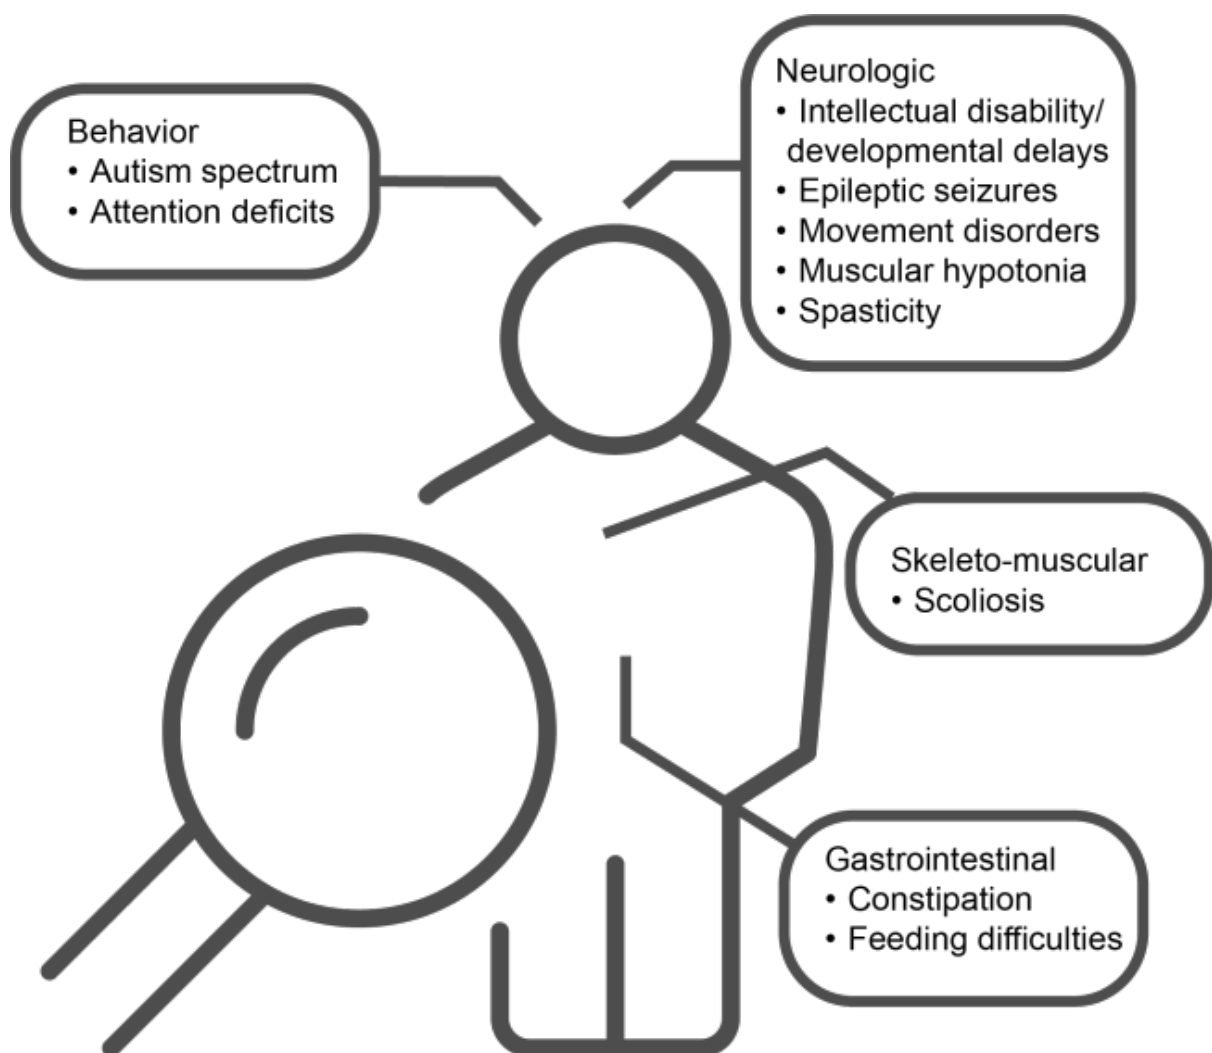 Behavior
• Autism spectrum
• Attention deficits
Neurologic
• Intellectual disability/
developmental delays
• Epileptic seizures
• Movement disorders
• Muscular hypotonia
• Spasticity
Skeleto-muscular
• Scoliosis
Gastrointestinal
• Constipation
• Feeding difficulties